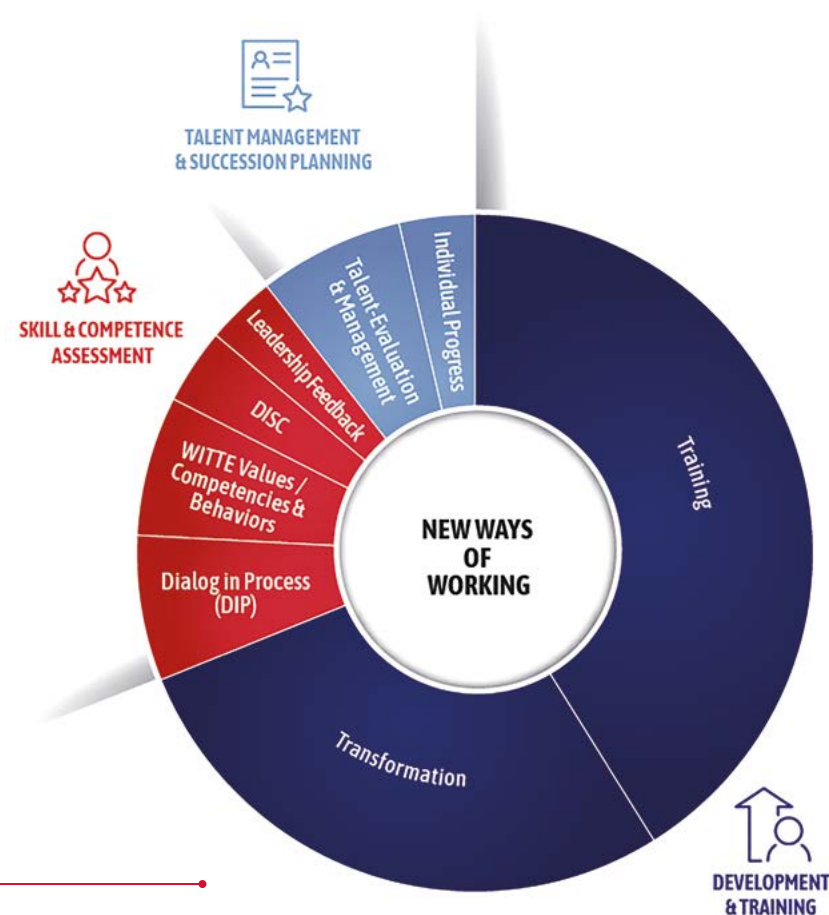 TALENT MANAGEMENT
& SUCCESSION PLANNING
SKILL & COMPETENCE
ASSESSMENT
Individual Progress
Talent-Evaluation
& Management
Leadership Feedback
DISC
WITTE Values /
Competencies &
Behaviors
Dialog in Process
(DIP)
Training
NEW WAYS
OF
WORKING
Transformation
DEVELOPMENT
& TRAINING